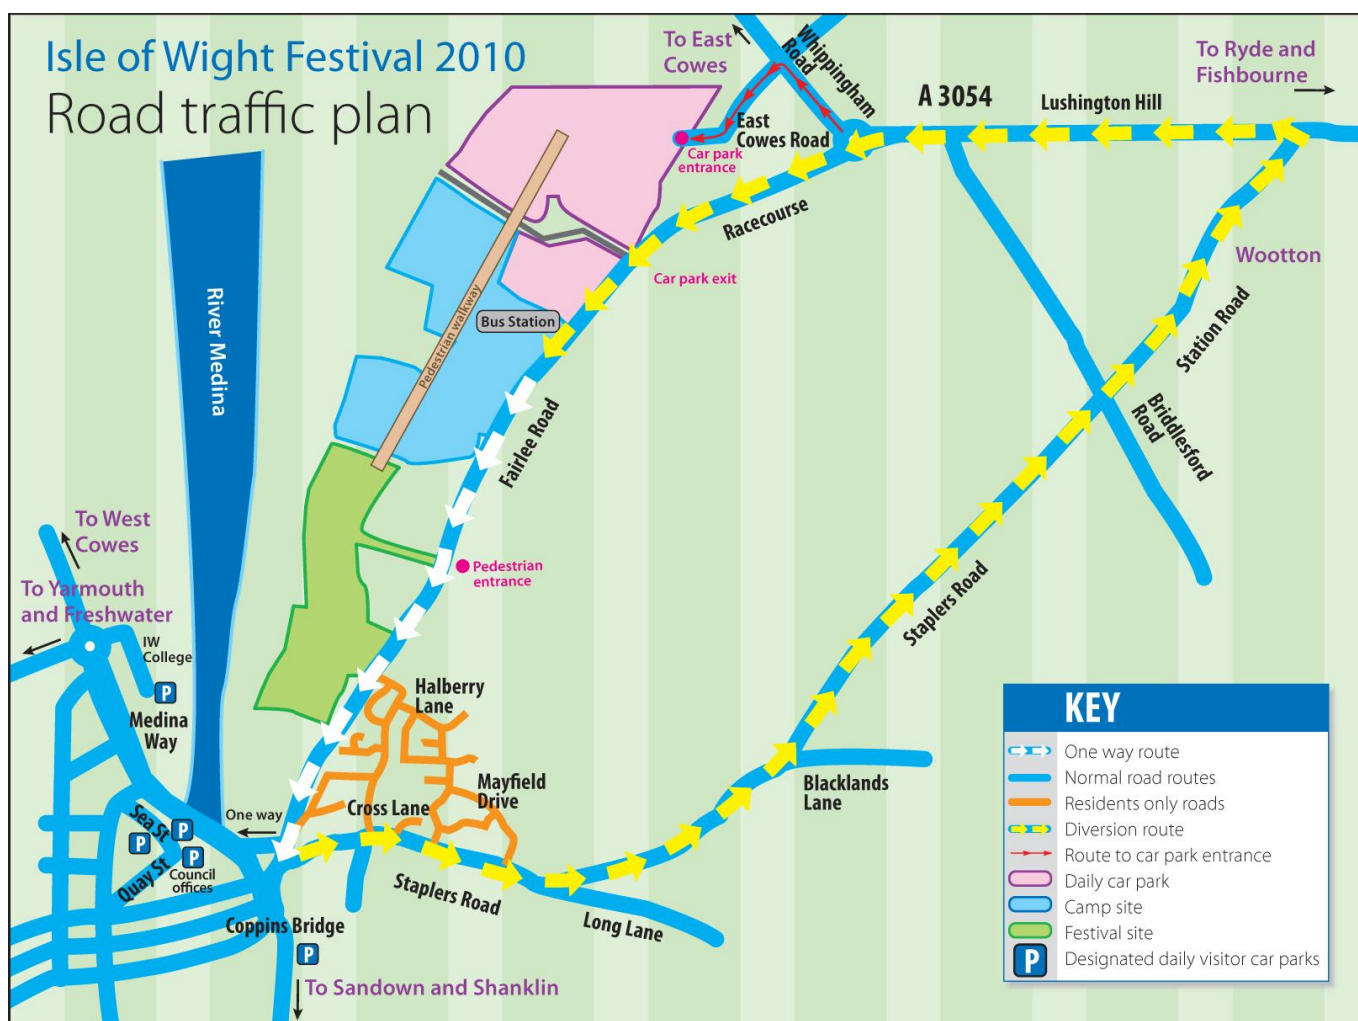 Isle of Wight Festival 2010
Road traffic plan
To East
Cowes
Whippingham
Road
A 3054
Lushington Hill
To Ryde and
Fishbourne
East
Cowes Road
Car park
entrance
Racecourse
Car park exit
Wootton
River Medina
Pedestrian walkway
Bus Station
Fairlee Road
Station Road
Briddlesford
Road
Pedestrian
entrance
Staplers Road
To West
Cowes
To Yarmouth
and Freshwater
IW
College
P
Medina
Way
Halberry
Lane
Mayfield
Drive
Cross Lane
Blacklands
Lane
One way
Sea St
P
P
P
Quay St
Council
offices
Coppins Bridge
P
Staplers Road
Long Lane
To Sandown and Shanklin
KEY
One way route
Normal road routes
Residents only roads
Diversion route
Route to car park entrance
Daily car park
Camp site
Festival site
P
Designated daily visitor car parks